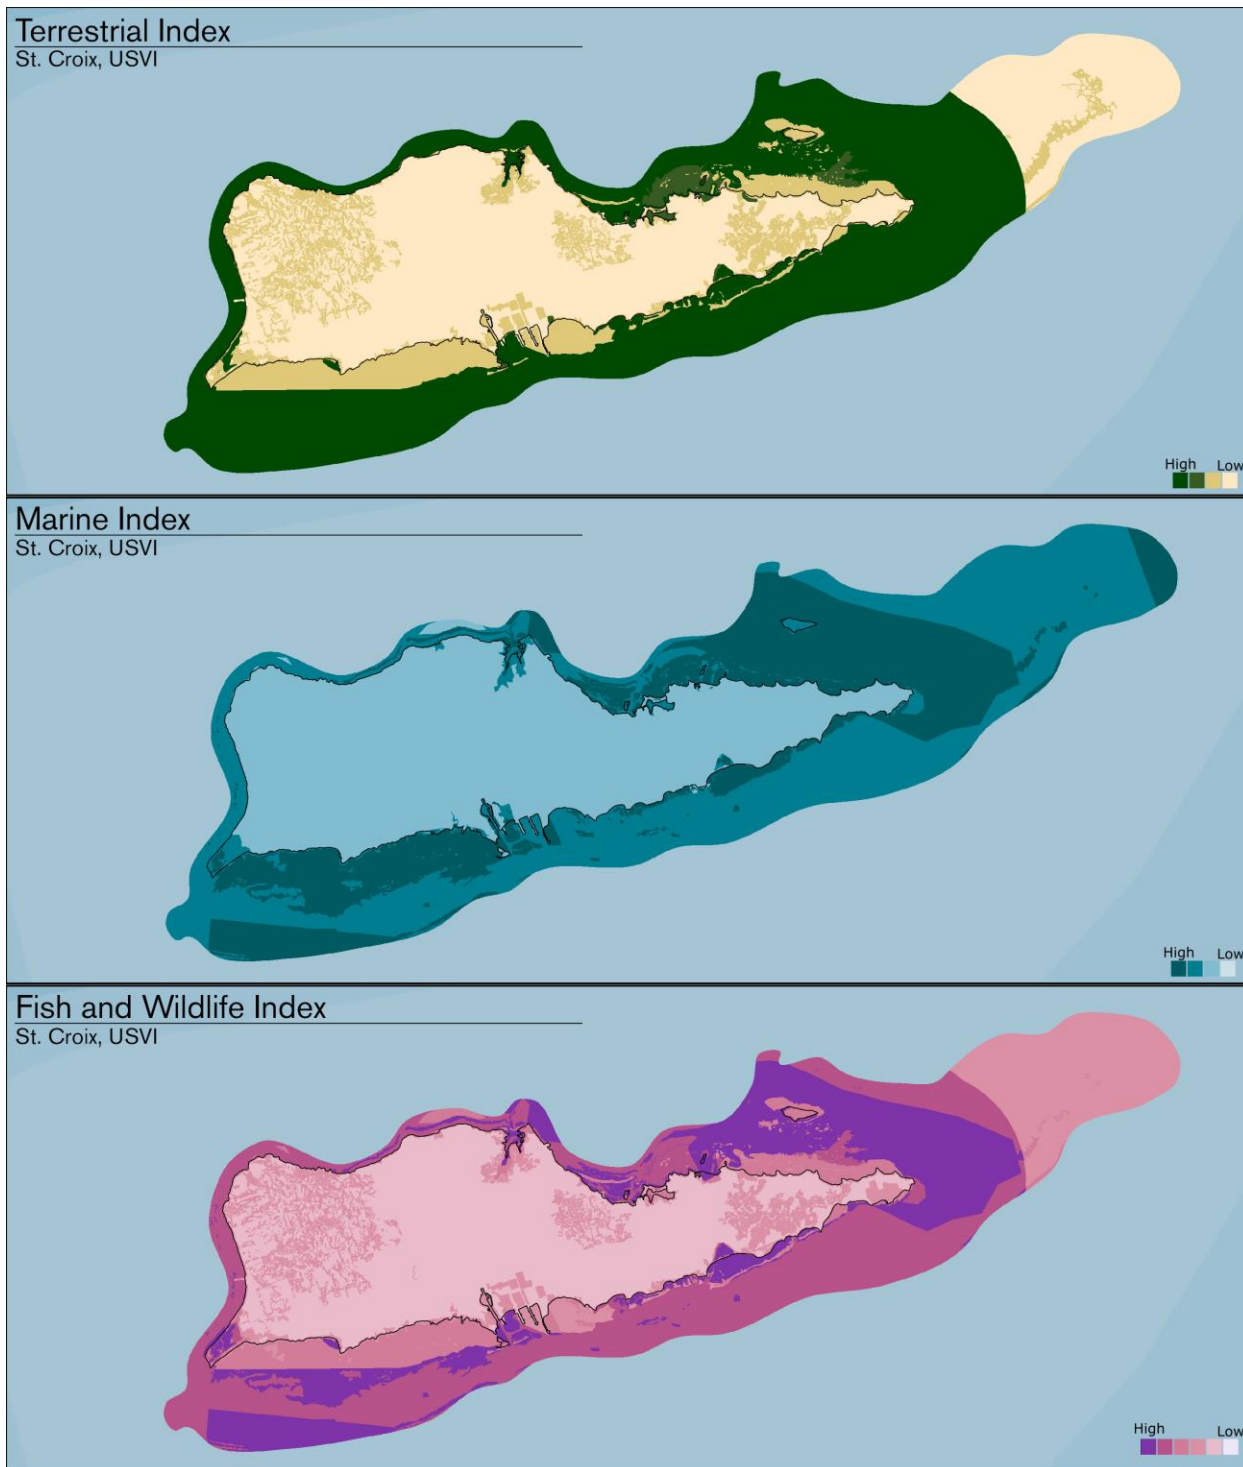 Terrestrial Index
St. Croix, USVI
High Low
Marine Index
St. Croix, USVI
High Low
Fish and Wildlife Index
St. Croix, USVI
High Low